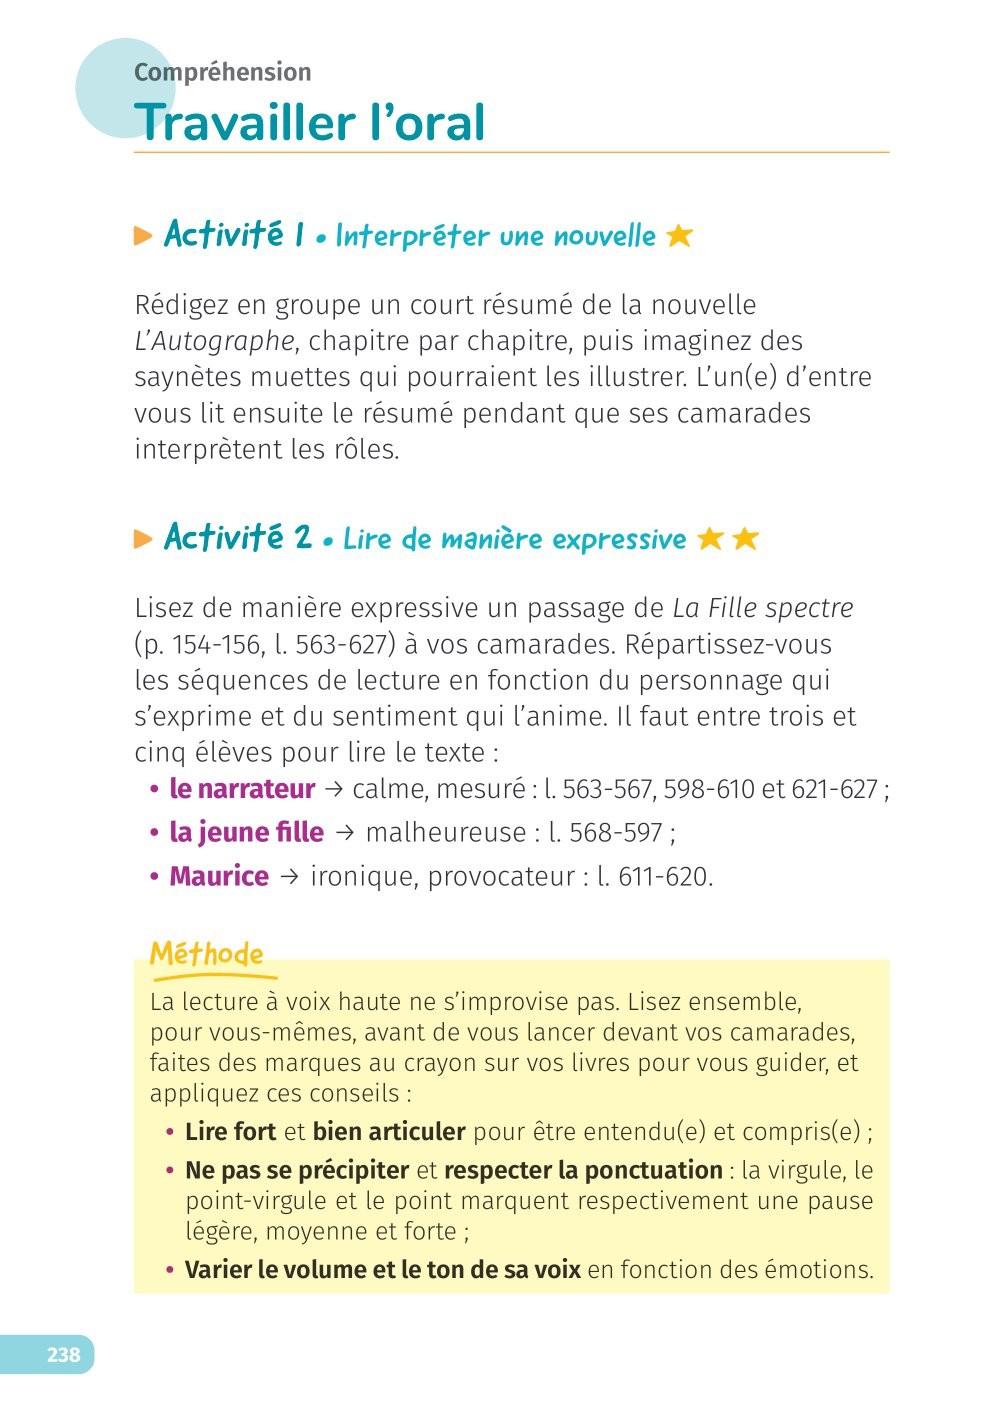 Compréhension
Travailler l'oral
Activité 1 • Interpréter une nouvelle
Rédigez en groupe un court résumé de la nouvelle
L'Autographe, chapitre par chapitre, puis imaginez des
saynètes muettes qui pourraient les illustrer. L'un(e) d'entre
vous lit ensuite le résumé pendant que ses camarades
interprètent les rôles.
Activité 2 • Lire de manière expressive
Lisez de manière expressive un passage de La Fille spectre
(p. 154-156, l. 563-627) à vos camarades. Répartissez-vous
les séquences de lecture en fonction du personnage qui
s'exprime et du sentiment qui l'anime. Il faut entre trois et
cinq élèves pour lire le texte :
• le narrateur → calme, mesuré : l. 563-567, 598-610 et 621-627 ;
• la jeune fille → malheureuse : l. 568-597 ;
• Maurice → ironique, provocateur : l. 611-620.
Méthode
La lecture à voix haute ne s'improvise pas. Lisez ensemble,
pour vous-mêmes, avant de vous lancer devant vos camarades,
faites des marques au crayon sur vos livres pour vous guider, et
appliquez ces conseils :
• Lire fort et bien articuler pour être entendu(e) et compris(e) ;
• Ne pas se précipiter et respecter la ponctuation : la virgule, le
point-virgule et le point marquent respectivement une pause
légère, moyenne et forte ;
• Varier le volume et le ton de sa voix en fonction des émotions.
238